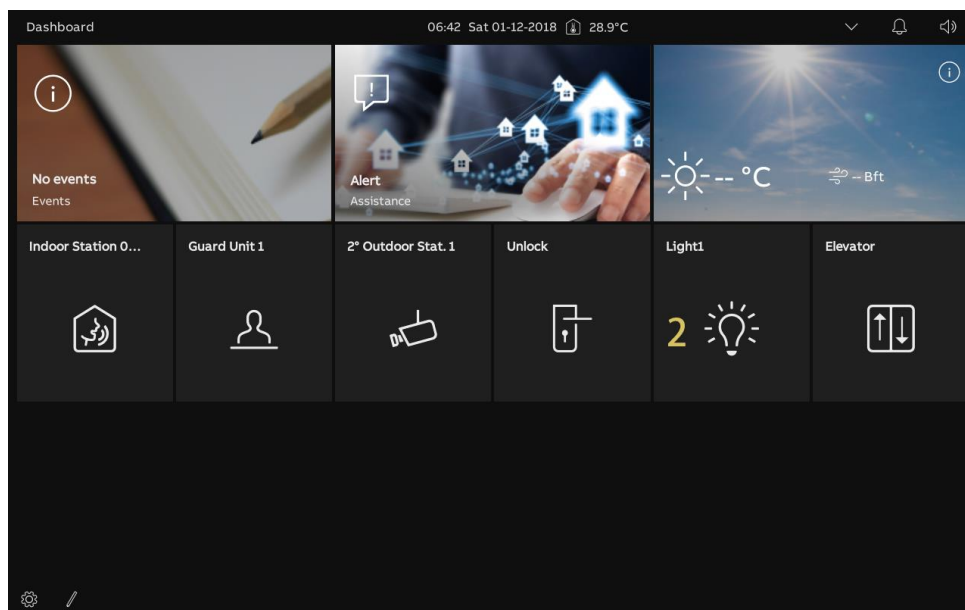 Dashboard
06:42 Sat 01-12-2018 28.9°C
No events
Events
Alert
Assistance
-- °C
-- Bft
Indoor Station 0...
Guard Unit 1
2° Outdoor Stat. 1
Unlock
Light1
Elevator
2